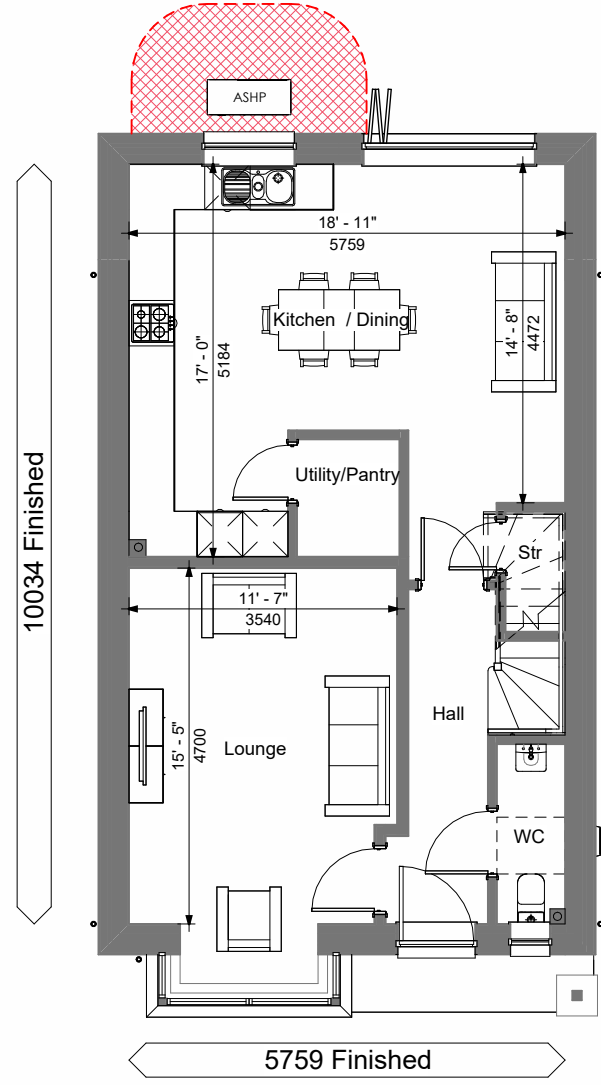 ASHP
18' - 11"
5759
Kitchen / Dining
17' - 0"
5184
14' - 8"
4472
Utility/Pantry
Str
10034 Finished
11' - 7"
3540
Hall
15' - 5"
4700
Lounge
WC
5759 Finished